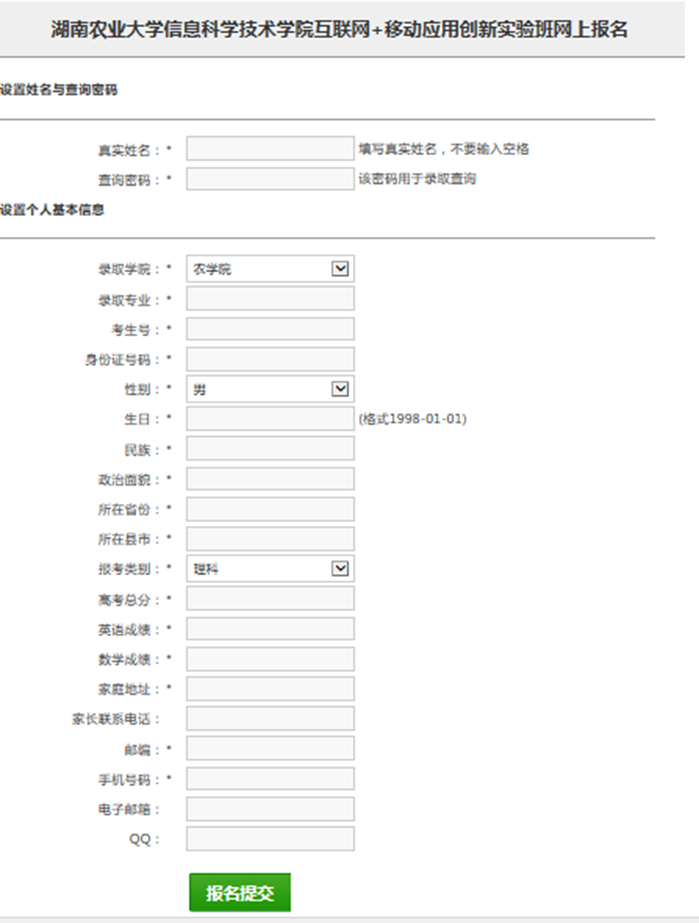 湖南农业大学信息科学技术学院互联网+移动应用创新实验班网上报名
设置姓名与查询密码
真实姓名：* 填写真实姓名，不要输入空格
查询密码：* 该密码用于录取查询
设置个人基本信息
录取学院：* 农学院
录取专业：*
考生号：*
身份证号码：*
性别：* 男
生日：* (格式1998-01-01)
民族：*
政治面貌：*
所在省份：*
所在县市：*
报考类别：* 理科
高考总分：*
英语成绩：*
数学成绩：*
家庭地址：*
家长联系电话：
邮编：*
手机号码：*
电子邮箱：
QQ：
报名提交